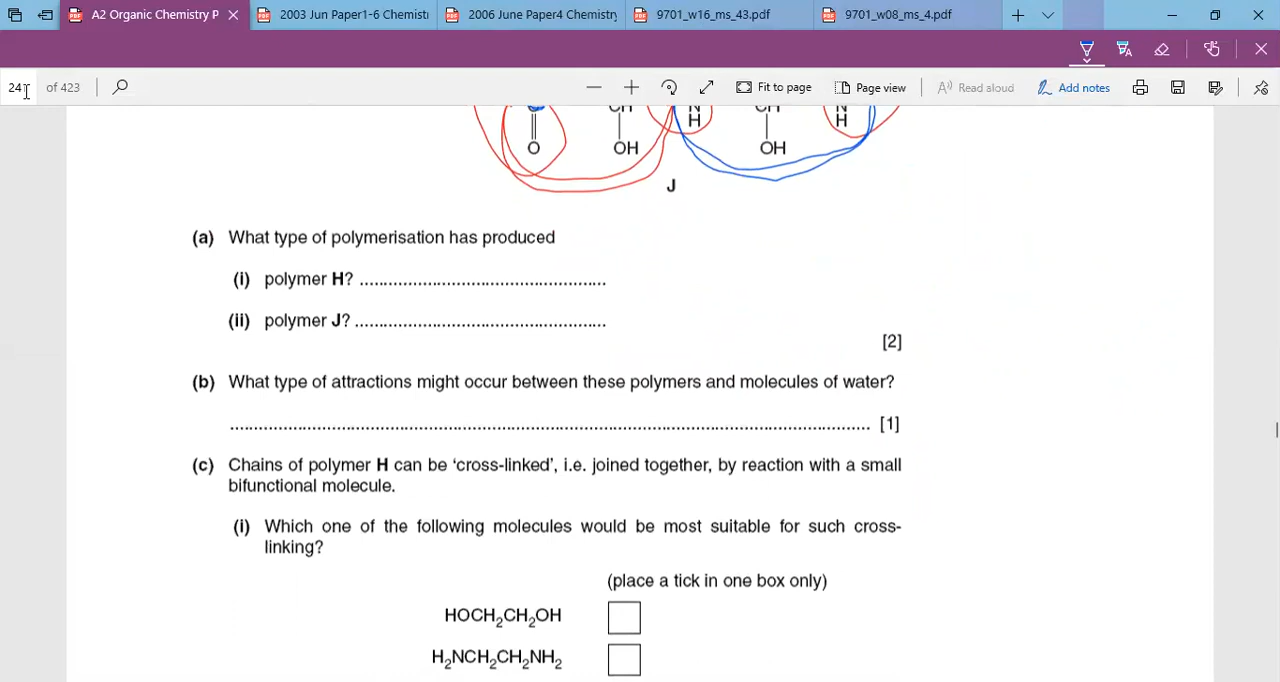 A2 Organic Chemistry P
2003 Jun Paper1-6 Chemistr
2006 June Paper4 Chemistry
9701_w16_ms_43.pdf
9701_w08_ms_4.pdf
24 of 423
Fit to page
Page view
Read aloud
Add notes
CH N CH N
H H
O OH OH
J
(a) What type of polymerisation has produced
(i) polymer H? ....................................................
(ii) polymer J? .....................................................
[2]
(b) What type of attractions might occur between these polymers and molecules of water?
.......................................................................................................................................... [1]
(c) Chains of polymer H can be ‘cross-linked’, i.e. joined together, by reaction with a small
bifunctional molecule.
(i) Which one of the following molecules would be most suitable for such cross-
linking?
(place a tick in one box only)
HOCH₂CH₂OH
H₂NCH₂CH₂NH₂